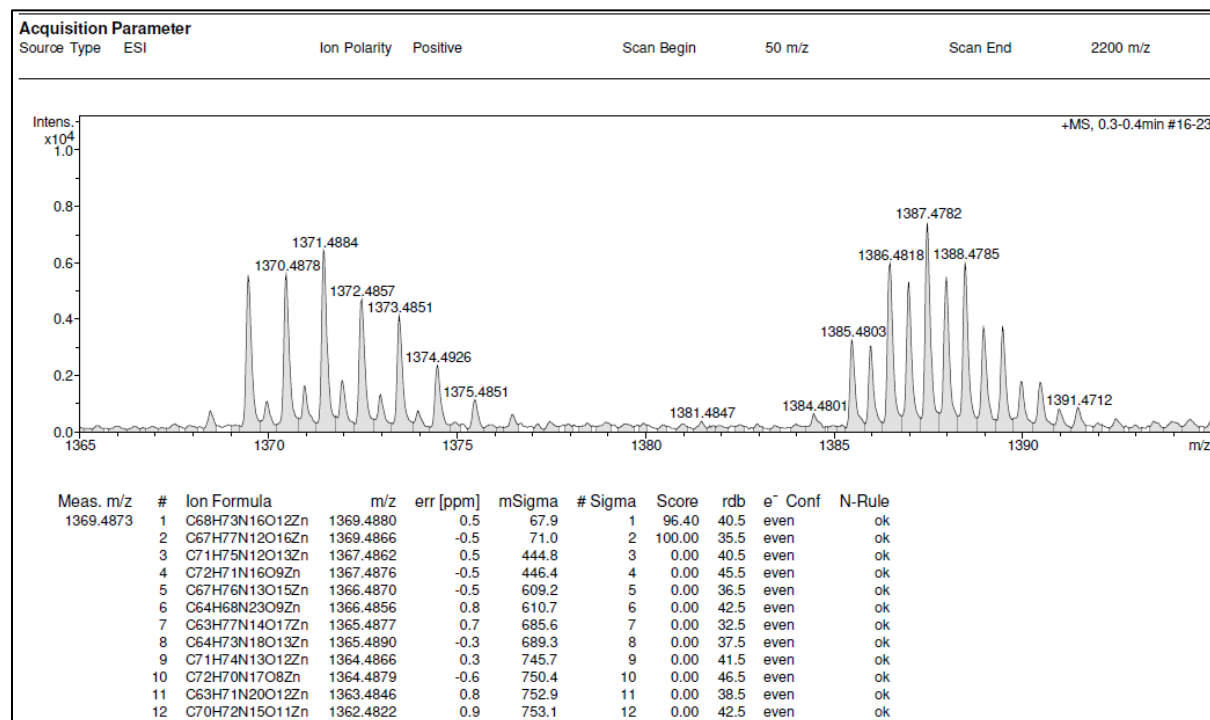 Acquisition Parameter
Source Type ESI Ion Polarity Positive Scan Begin 50 m/z Scan End 2200 m/z
Intens.
x10^4
+MS, 0.3-0.4min #16-23
1.0
0.8
1387.4782
1371.4884
0.6
1370.4878
1386.4818
1388.4785
1372.4857
0.4
1373.4851
1385.4803
1374.4926
0.2
1375.4851
1381.4847
1384.4801
1391.4712
0.0
1365 1370 1375 1380 1385 1390 m/z
Meas. m/z # Ion Formula m/z err [ppm] mSigma # Sigma Score rdb e⁻ Conf N-Rule
1369.4873 1 C68H73N16O12Zn 1369.4880 0.5 67.9 1 96.40 40.5 even ok
2 C67H77N12O16Zn 1369.4866 -0.5 71.0 2 100.00 35.5 even ok
3 C71H75N12O13Zn 1367.4862 0.5 444.8 3 0.00 40.5 even ok
4 C72H71N16O9Zn 1367.4876 -0.5 446.4 4 0.00 45.5 even ok
5 C67H76N13O15Zn 1366.4870 -0.5 609.2 5 0.00 36.5 even ok
6 C64H68N23O9Zn 1366.4856 0.8 610.7 6 0.00 42.5 even ok
7 C63H77N14O17Zn 1365.4877 0.7 685.6 7 0.00 32.5 even ok
8 C64H73N18O13Zn 1365.4890 -0.3 689.3 8 0.00 37.5 even ok
9 C71H74N13O12Zn 1364.4866 0.3 745.7 9 0.00 41.5 even ok
10 C72H70N17O8Zn 1364.4879 -0.6 750.4 10 0.00 46.5 even ok
11 C63H71N20O12Zn 1363.4846 0.8 752.9 11 0.00 38.5 even ok
12 C70H72N15O11Zn 1362.4822 0.9 753.1 12 0.00 42.5 even ok